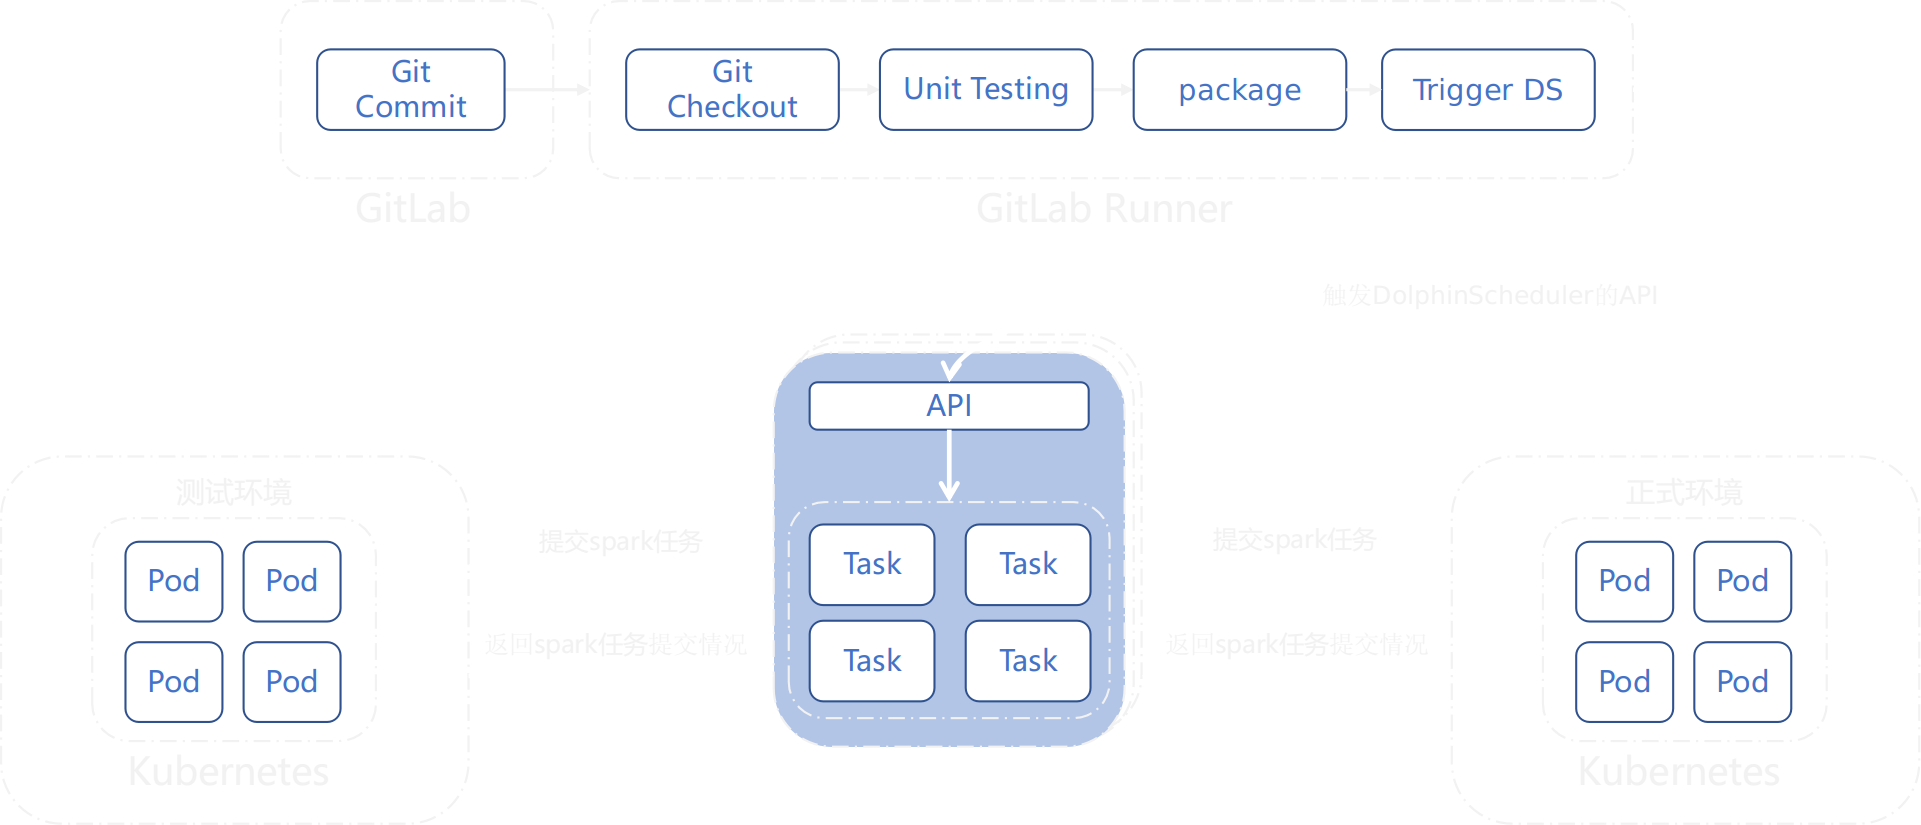 Git
Commit
Git
Checkout
Unit Testing
package
Trigger DS
GitLab
GitLab Runner
触发DolphinScheduler的API
API
测试环境
正式环境
提交spark任务
提交spark任务
Task
Task
Pod
Pod
Pod
Pod
返回spark任务提交情况
返回spark任务提交情况
Task
Task
Pod
Pod
Pod
Pod
Kubernetes
Kubernetes